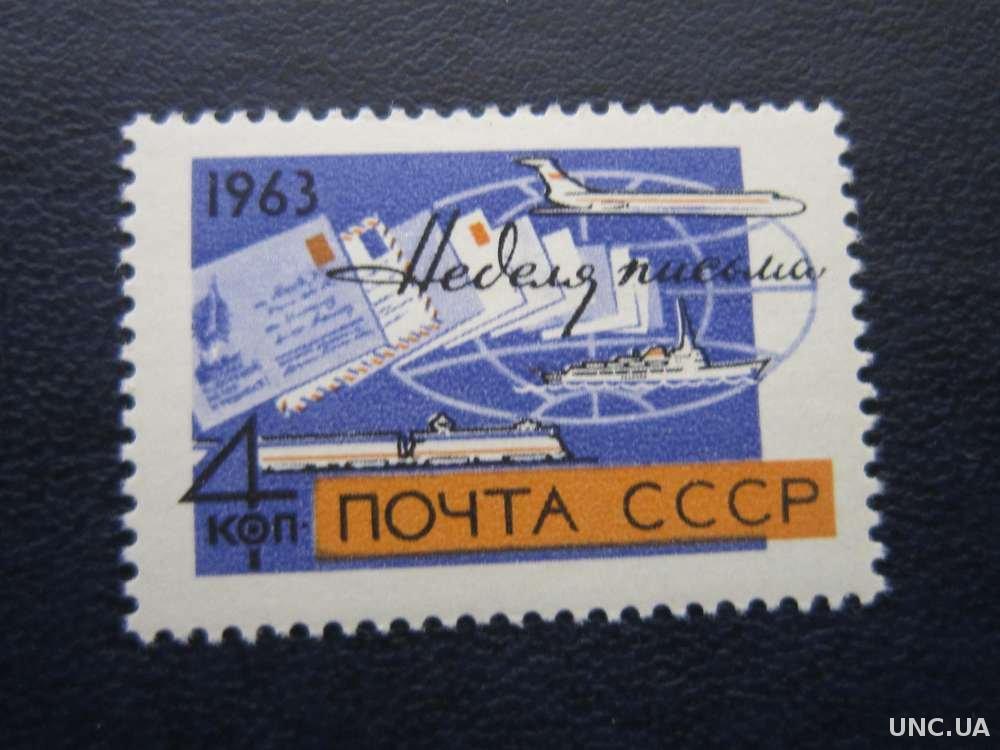 1963
Неделя письма
4
КОП.
ПОЧТА СССР
UNC.UA